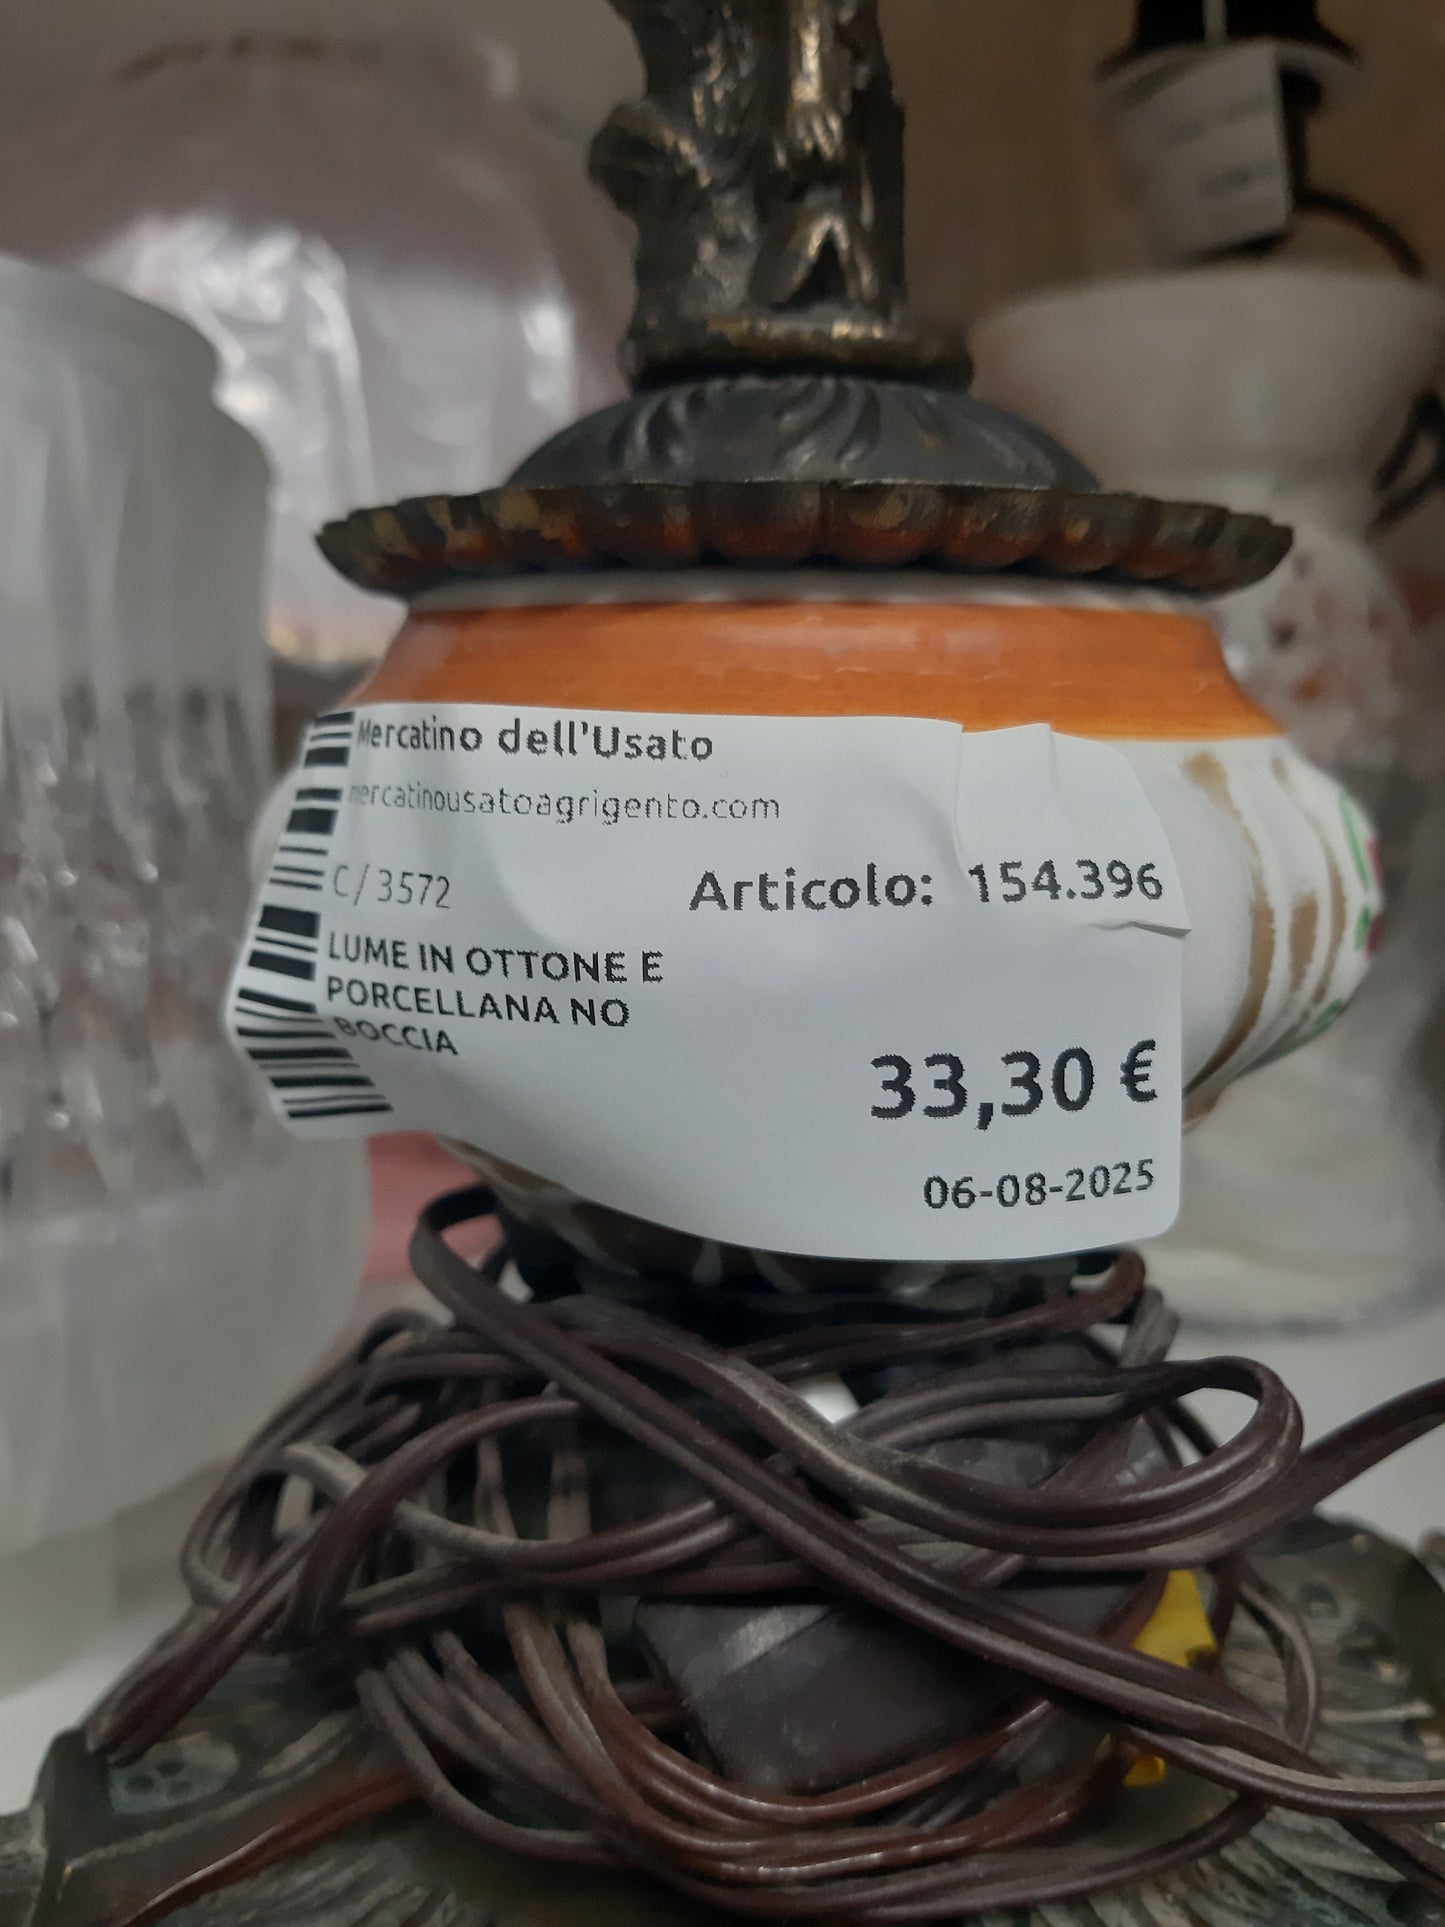 Mercatino dell'Usato
mercatinousatoagrigento.com
C/3572
Articolo: 154.396
LUME IN OTTONE E
PORCELLANA NO
BOCCIA
33,30 €
06-08-2025